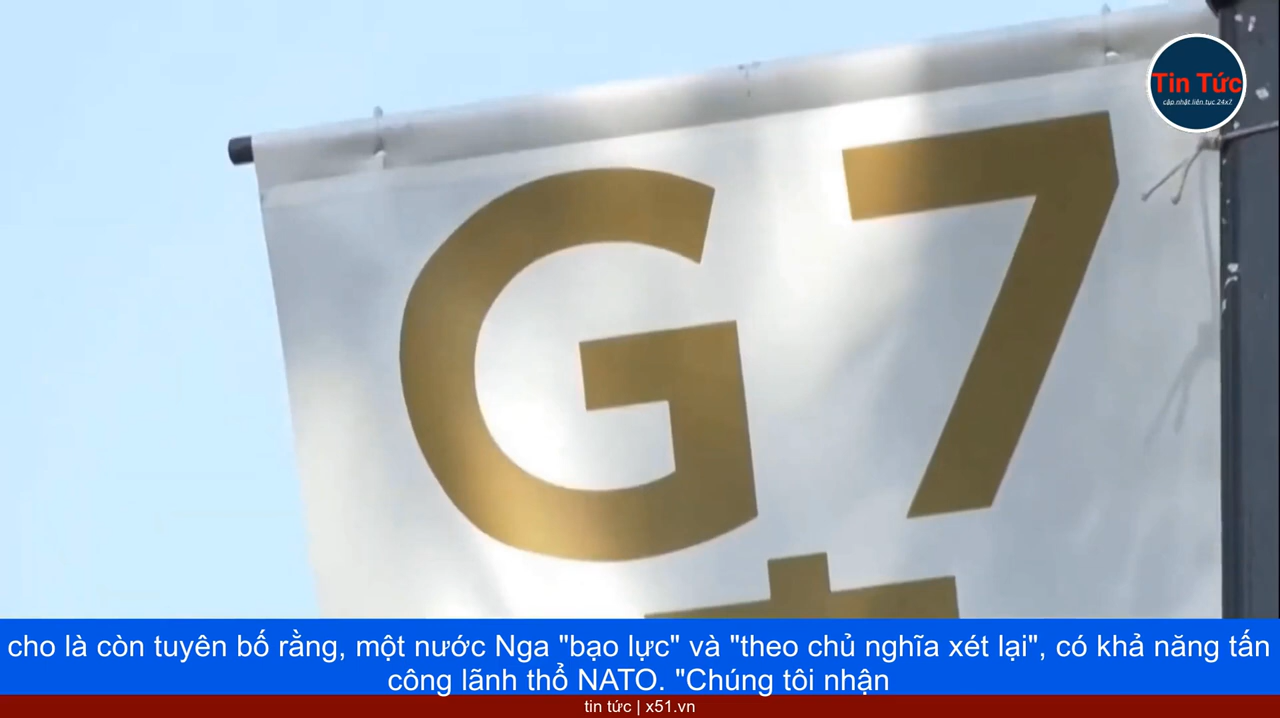 Tin Tức
cập nhật liên tục 24x7
G7
cho là còn tuyên bố rằng, một nước Nga "bạo lực" và "theo chủ nghĩa xét lại", có khả năng tấn
công lãnh thổ NATO. "Chúng tôi nhận
tin tức | x51.vn